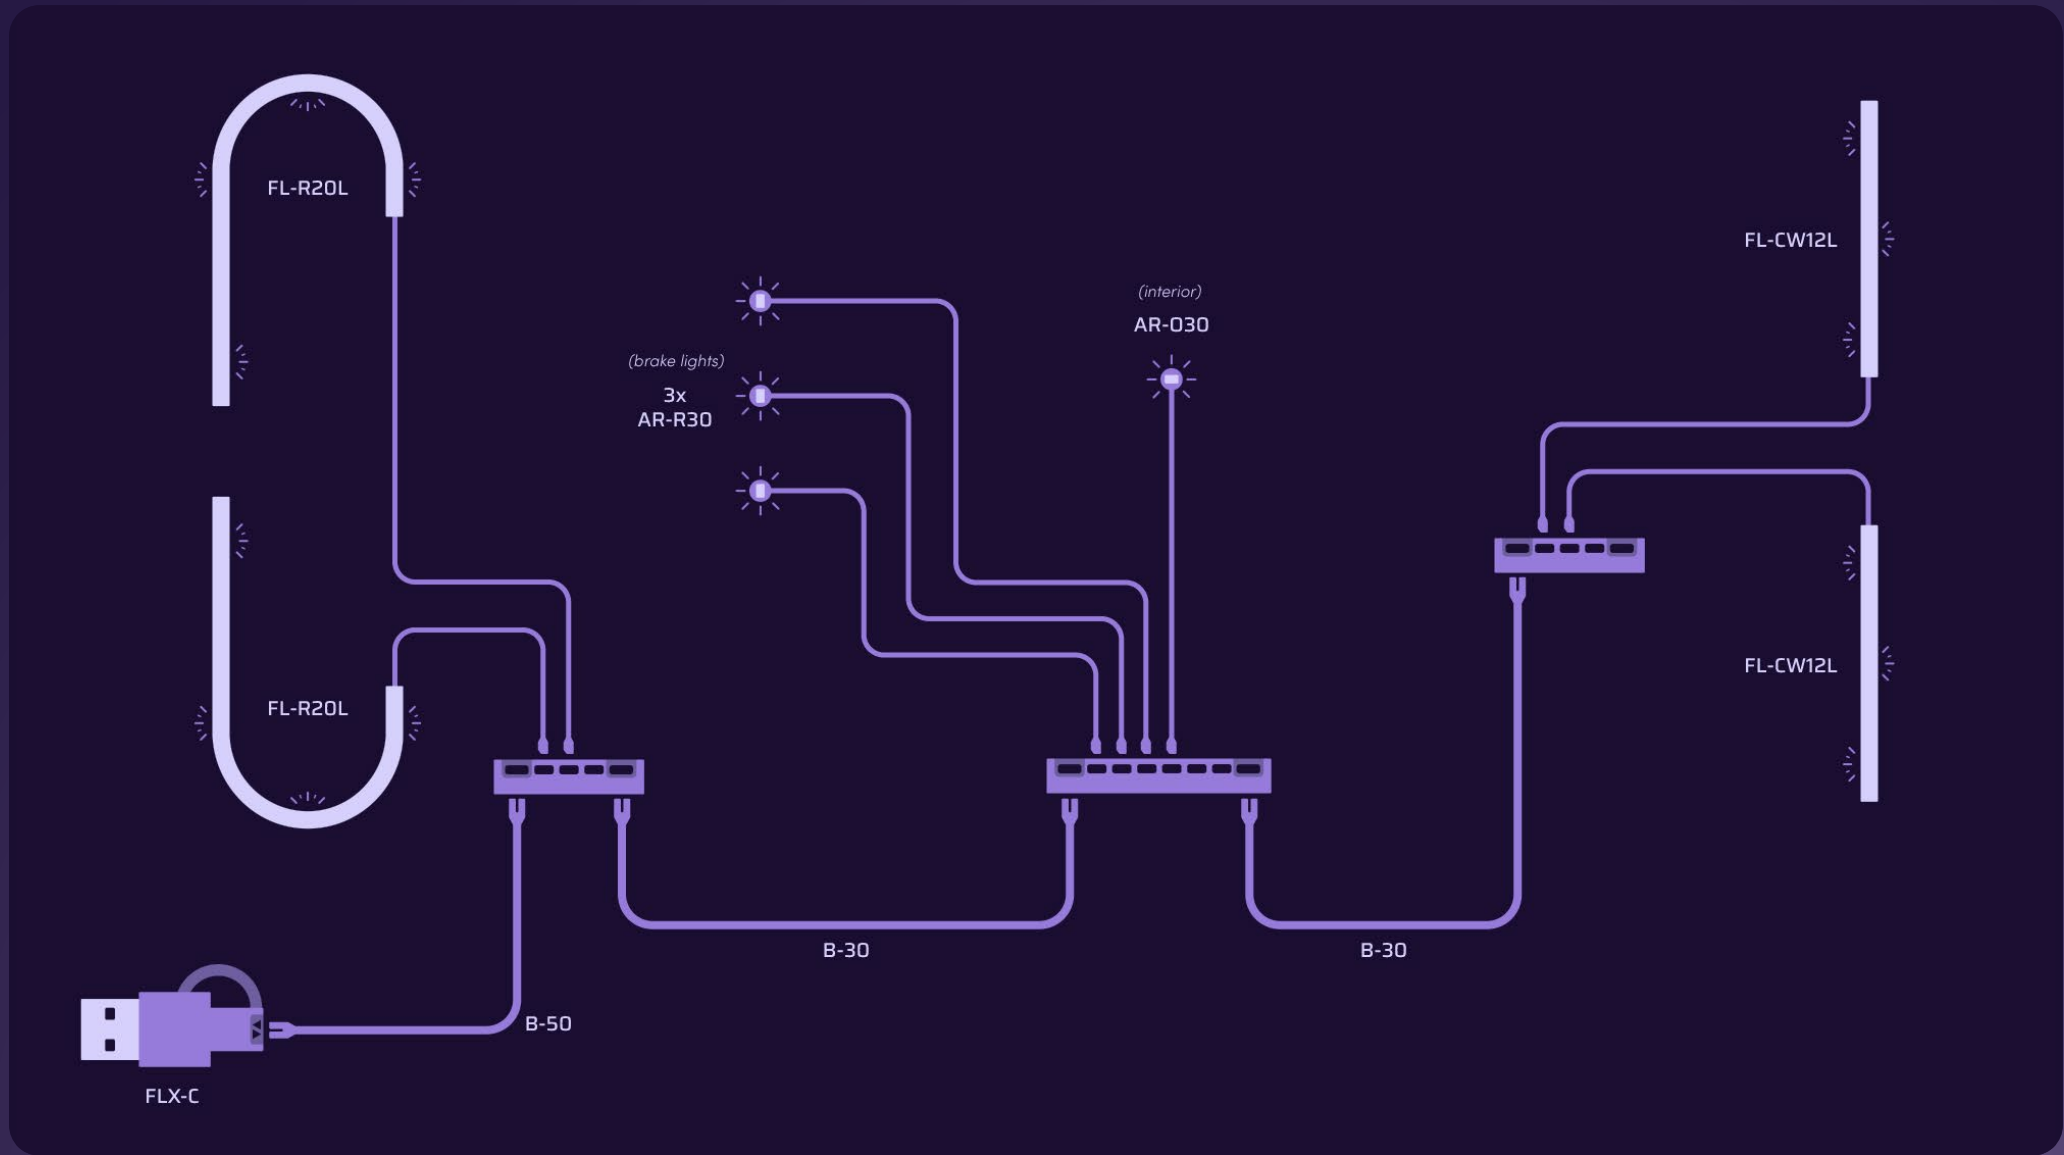 FL-R20L
(interior)
AR-030
FL-CW12L
(brake lights)
3x
AR-R30
FL-R20L
FL-CW12L
B-30
B-30
B-50
FLX-C